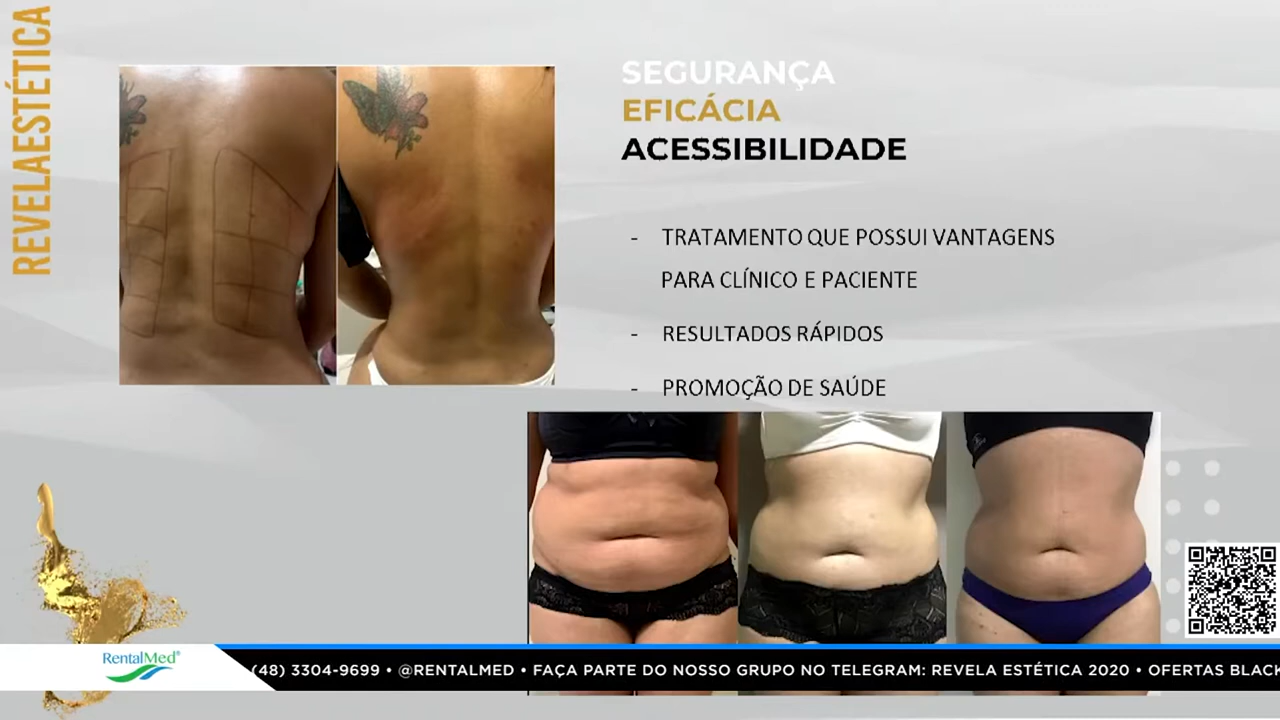 REVELAESTÉTICA
SEGURANÇA
EFICÁCIA
ACESSIBILIDADE
- TRATAMENTO QUE POSSUI VANTAGENS
PARA CLÍNICO E PACIENTE
- RESULTADOS RÁPIDOS
- PROMOÇÃO DE SAÚDE
RentalMed®
(48) 3304-9699 • @RENTALMED • FAÇA PARTE DO NOSSO GRUPO NO TELEGRAM: REVELA ESTÉTICA 2020 • OFERTAS BLACK